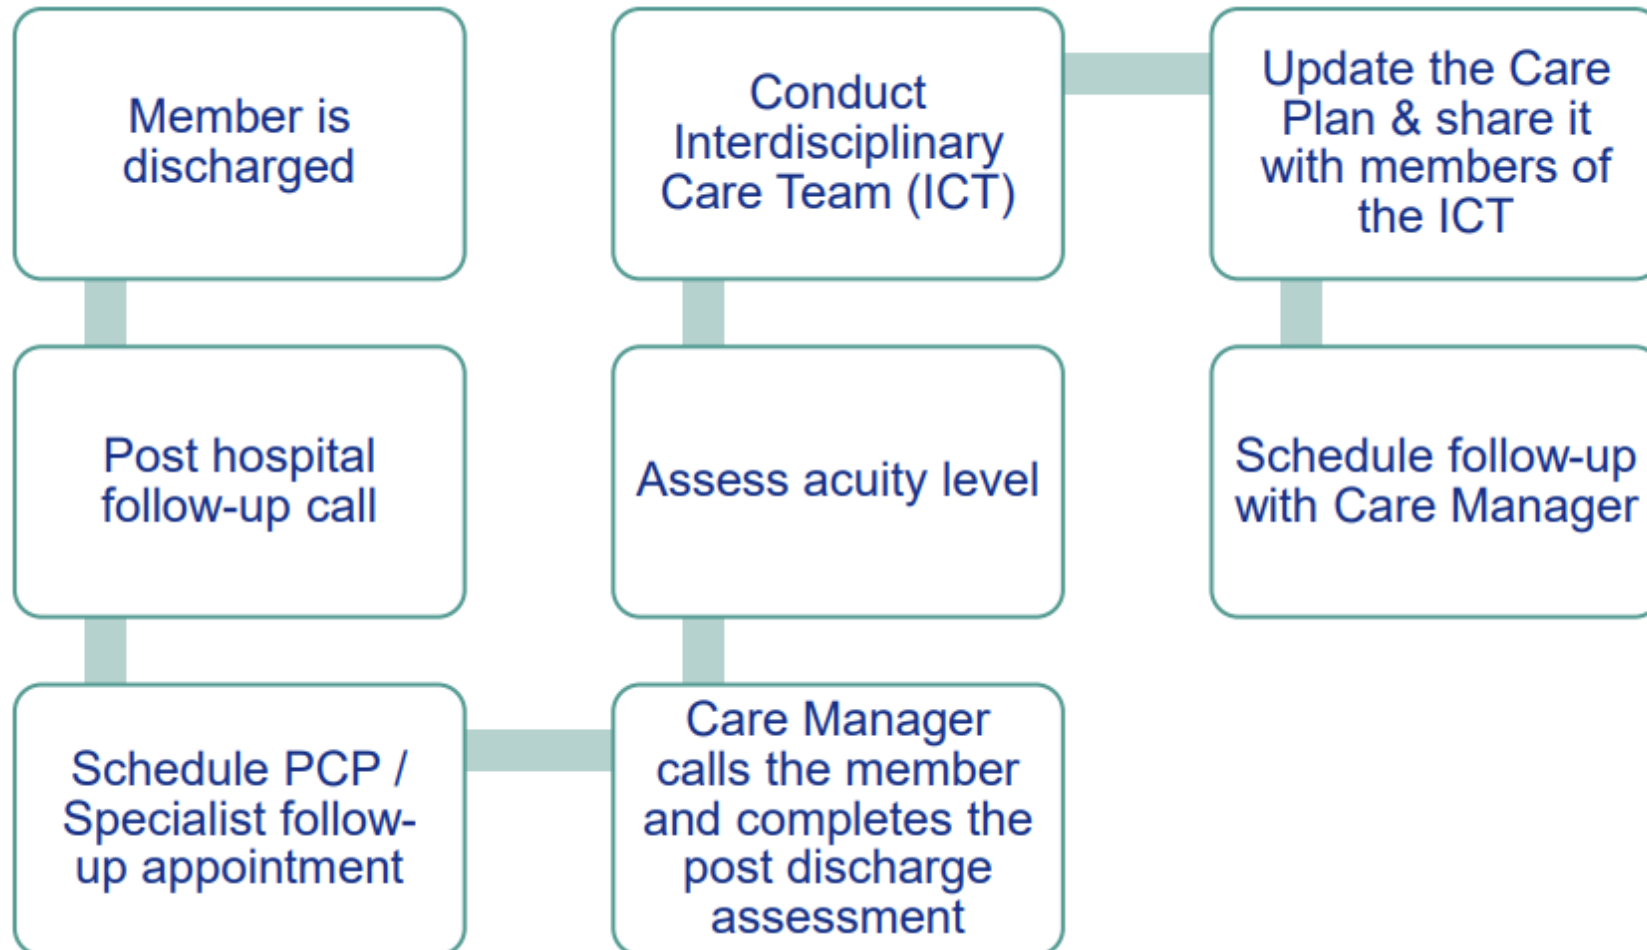 Member is
discharged
Post hospital
follow-up call
Schedule PCP /
Specialist follow-
up appointment
Care Manager
calls the member
and completes the
post discharge
assessment
Assess acuity level
Conduct
Interdisciplinary
Care Team (ICT)
Update the Care
Plan & share it
with members of
the ICT
Schedule follow-up
with Care Manager